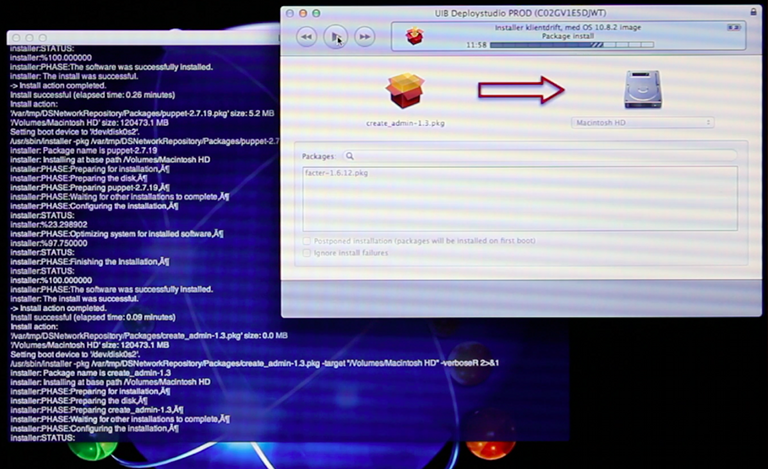 installer:STATUS:
installer:%100.000000
installer:PHASE:The software was successfully installed.
installer: The install was successful.
-> Install action completed.
Install successful (elapsed time: 0.26 minutes)
Install action:
'/var/tmp/DSNetworkRepository/Packages/puppet-2.7.19.pkg' size: 5.2 MB
'/Volumes/Macintosh HD' size: 120473.1 MB
Setting boot device to '/dev/disk0s2'.
/usr/sbin/installer -pkg /var/tmp/DSNetworkRepository/Packages/puppet-2.7
installer: Package name is puppet-2.7.19
installer: Installing at base path /Volumes/Macintosh HD
installer:PHASE:Preparing for installation‚Ä¶
installer:PHASE:Preparing the disk‚Ä¶
installer:PHASE:Preparing puppet-2.7.19‚Ä¶
installer:PHASE:Waiting for other installations to complete‚Ä¶
installer:PHASE:Configuring the installation‚Ä¶
installer:STATUS:
installer:%23.298902
installer:PHASE:Optimizing system for installed software‚Ä¶
installer:%97.750000
installer:STATUS:
installer:PHASE:Finishing the Installation‚Ä¶
installer:STATUS:
installer:%100.000000
installer:PHASE:The software was successfully installed.
installer: The install was successful.
-> Install action completed.
Install successful (elapsed time: 0.09 minutes)
Install action:
'/var/tmp/DSNetworkRepository/Packages/create_admin-1.3.pkg' size: 0.0 MB
'/Volumes/Macintosh HD' size: 120473.1 MB
Setting boot device to '/dev/disk0s2'.
/usr/sbin/installer -pkg /var/tmp/DSNetworkRepository/Packages/create_admin-1.3.pkg -target "/Volumes/Macintosh HD" -verboseR 2>&1
installer: Package name is create_admin-1.3
installer: Installing at base path /Volumes/Macintosh HD
installer:PHASE:Preparing for installation‚Ä¶
installer:PHASE:Preparing the disk‚Ä¶
installer:PHASE:Preparing create_admin-1.3‚Ä¶
installer:PHASE:Waiting for other installations to complete‚Ä¶
installer:PHASE:Configuring the installation‚Ä¶
installer:STATUS:
UIB Deploystudio PROD (C02GV1E5DJWT)
Installer klientdrift, med OS 10.8.2 image
Package install
11:58
create_admin-1.3.pkg
Macintosh HD
Packages:
facter-1.6.12.pkg
Postponed installation (packages will be installed on first boot)
Ignore install failures